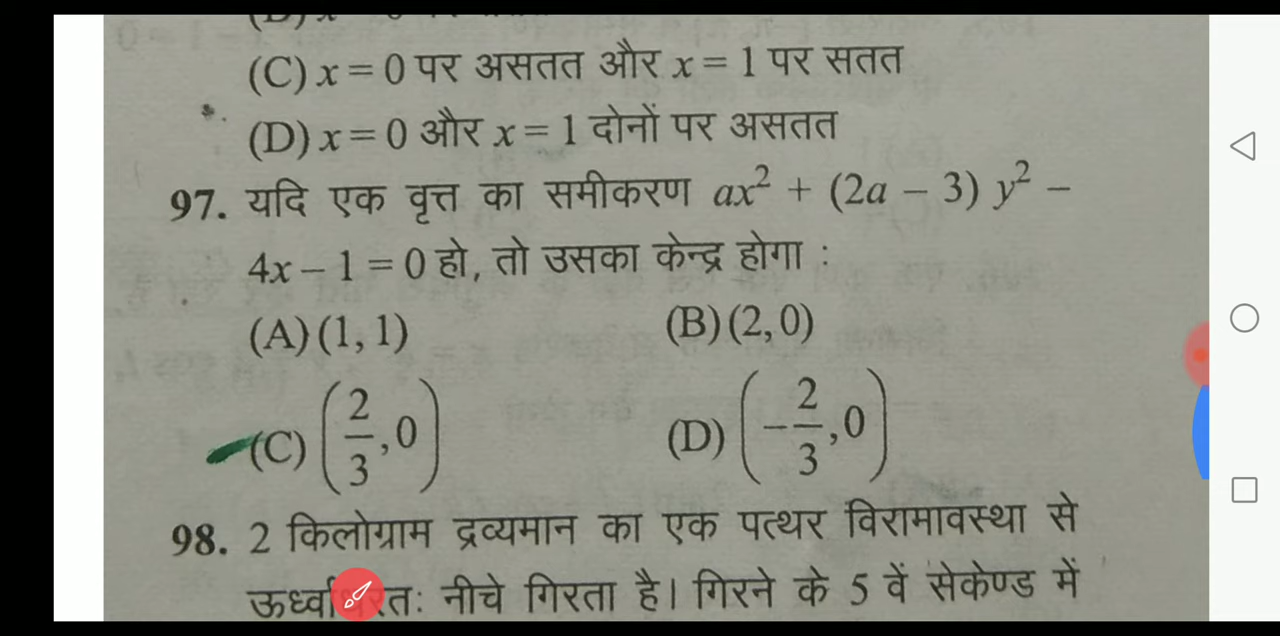 (C) x = 0 पर असतत और x = 1 पर सतत
(D) x = 0 और x = 1 दोनों पर असतत
97. यदि एक वृत्त का समीकरण ax² + (2a – 3) y² –
4x – 1 = 0 हो, तो उसका केन्द्र होगा :
(A) (1, 1) (B) (2, 0)
(C) (2/3, 0) (D) (–2/3, 0)
98. 2 किलोग्राम द्रव्यमान का एक पत्थर विरामावस्था से
नीचे गिरता है। गिरने के 5 वें सेकेण्ड में